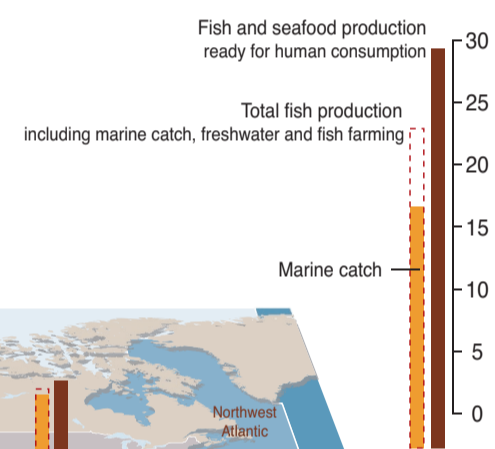 Fish and seafood production
ready for human consumption
Total fish production
including marine catch, freshwater and fish farming
Marine catch
30
25
20
15
10
5
0
Northwest
Atlantic